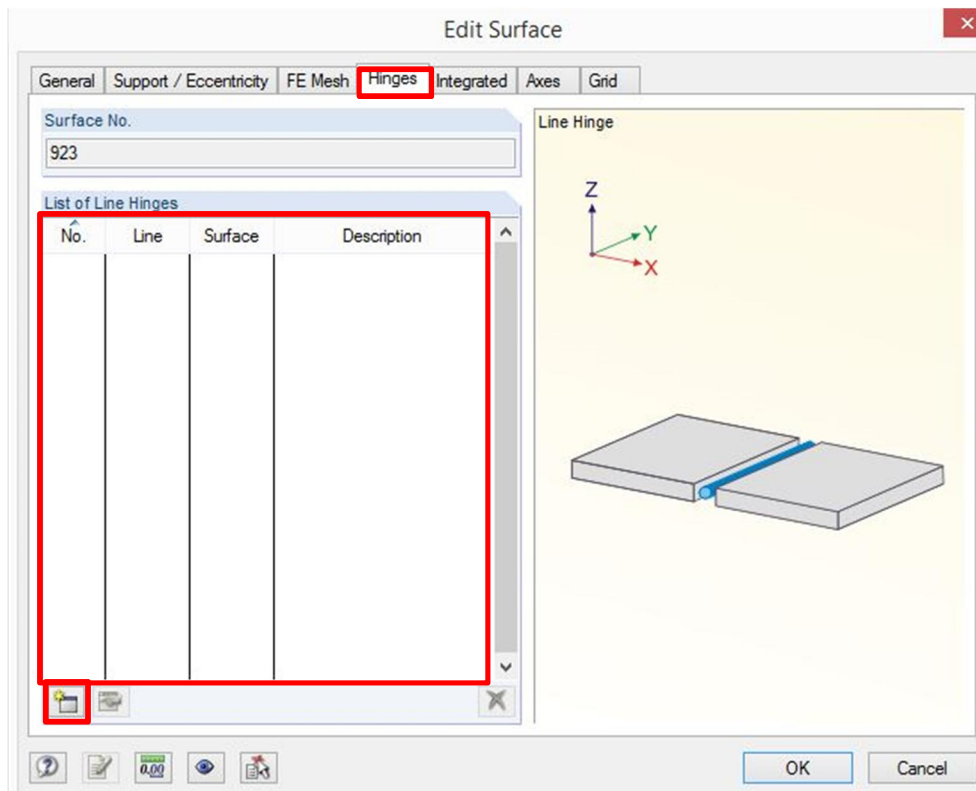 Edit Surface
General Support / Eccentricity FE Mesh Hinges Integrated Axes Grid
Surface No.
923
List of Line Hinges
No. Line Surface Description
Line Hinge
Z
Y
X
0.00
OK Cancel